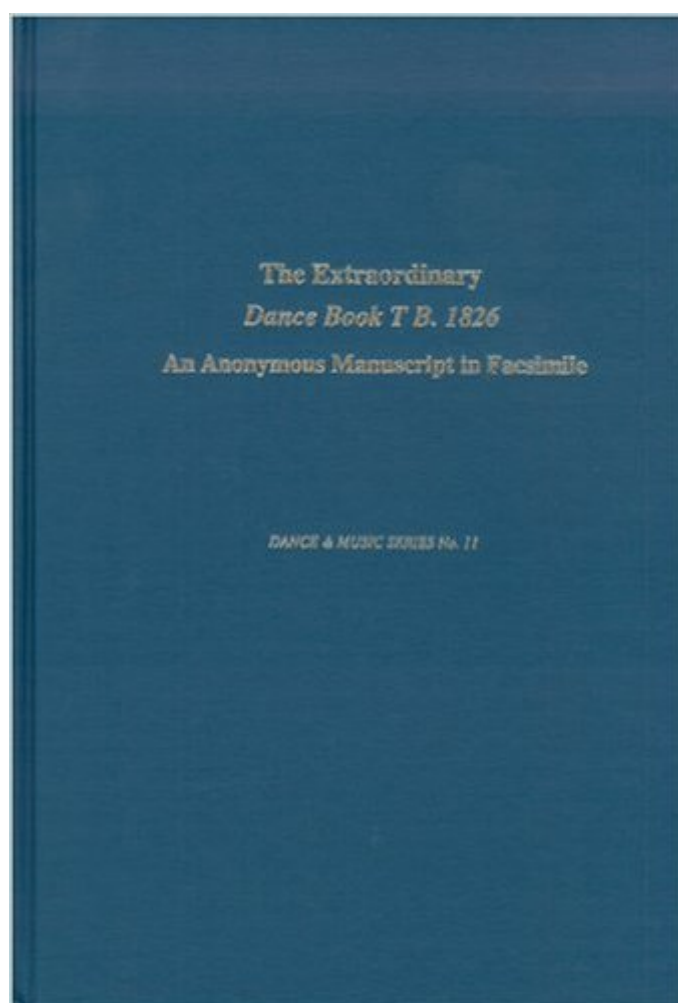 The Extraordinary
Dance Book T B. 1826
An Anonymous Manuscript in Facsimile
DANCE & MUSIC SERIES No. 11